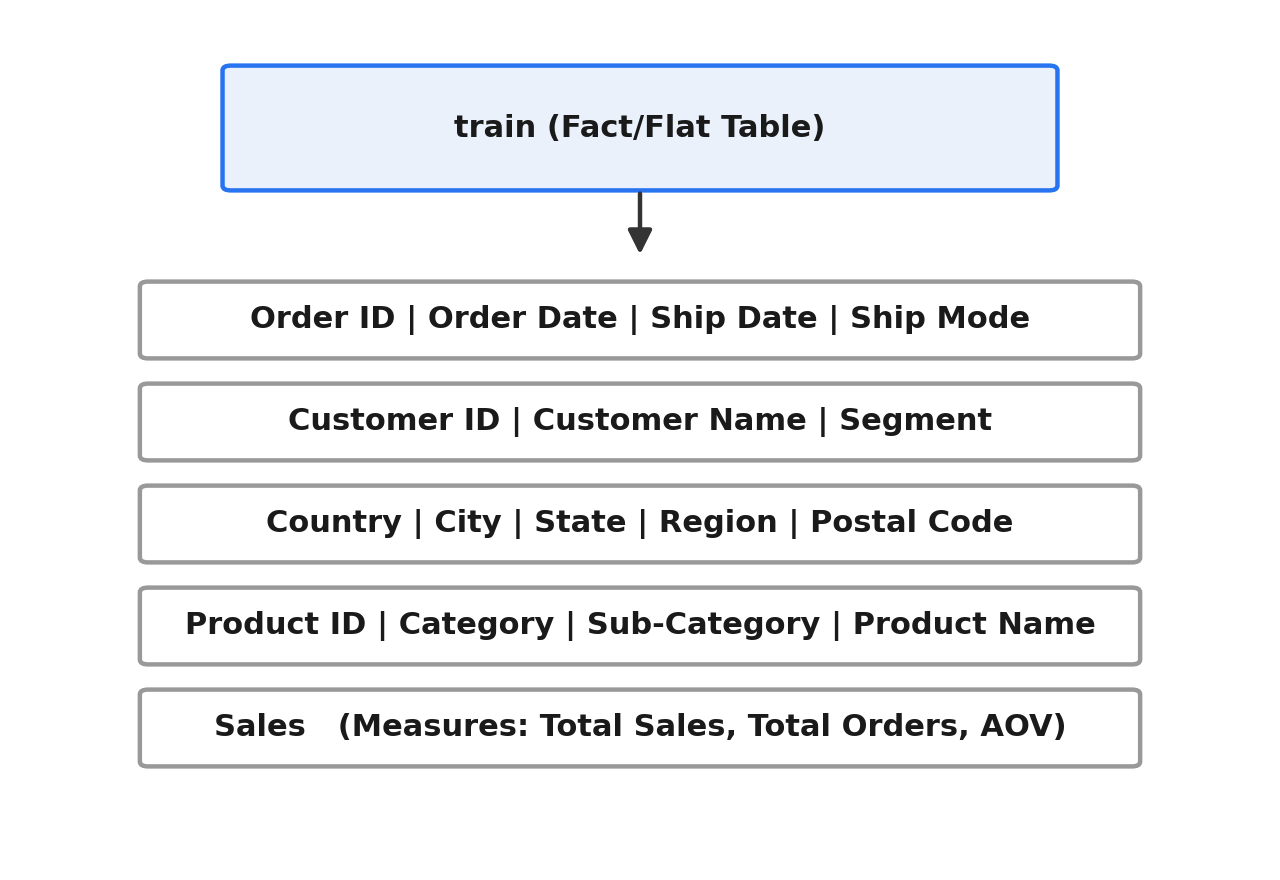 train (Fact/Flat Table)
Order ID | Order Date | Ship Date | Ship Mode
Customer ID | Customer Name | Segment
Country | City | State | Region | Postal Code
Product ID | Category | Sub-Category | Product Name
Sales   (Measures: Total Sales, Total Orders, AOV)